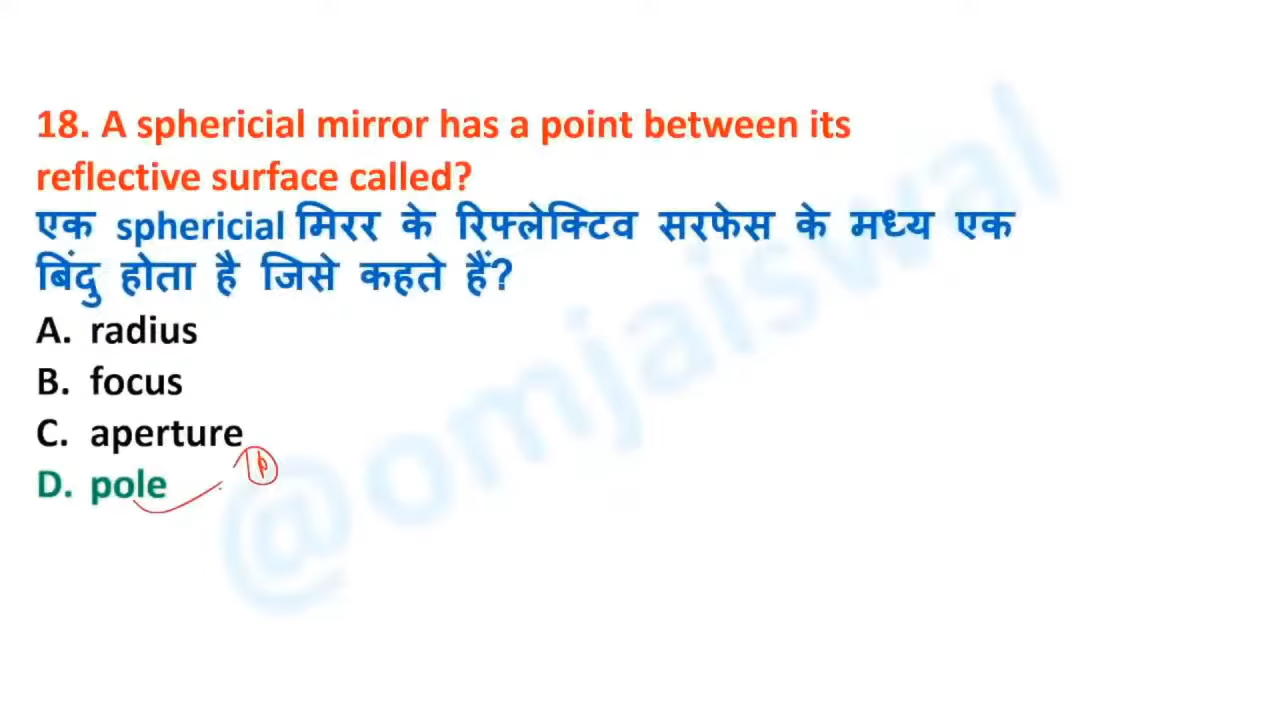 18. A sphericial mirror has a point between its
reflective surface called?
एक sphericial मिरर के रिफ्लेक्टिव सरफेस के मध्य एक
बिंदु होता है जिसे कहते हैं?
A. radius
B. focus
C. aperture
D. pole
p
@omjaiswal